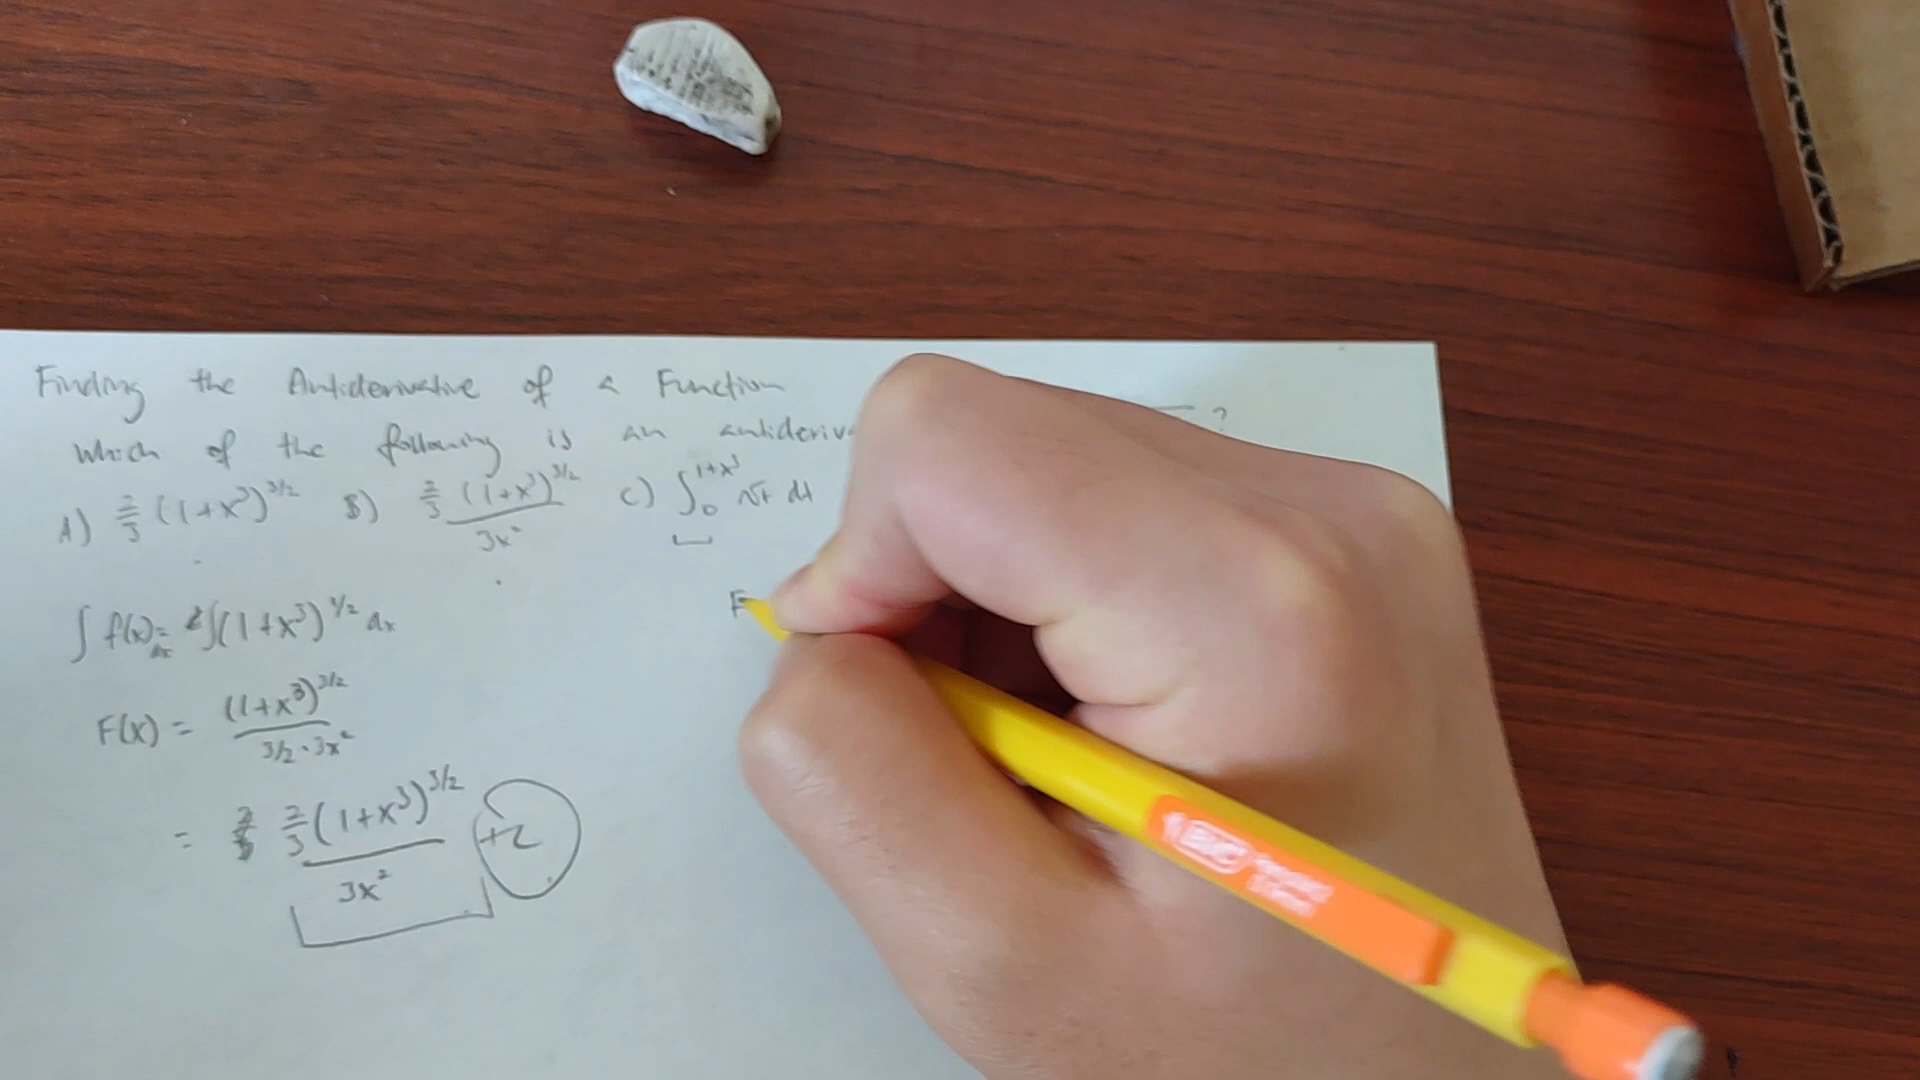 Finding the Antiderivative of a Function
Which of the following is an antideriv ?
A) 2/3 (1+x³)^3/2 B) 2/3 (1+x³)^3/2 / 3x² C) ∫₀^1+x³ √t dt
∫ f(x) dx = ∫(1+x³)^1/2 dx
F
F(x) = (1+x³)^3/2 / 3/2 · 3x²
= 2/3 (1+x³)^3/2 / 3x² +C
BIC